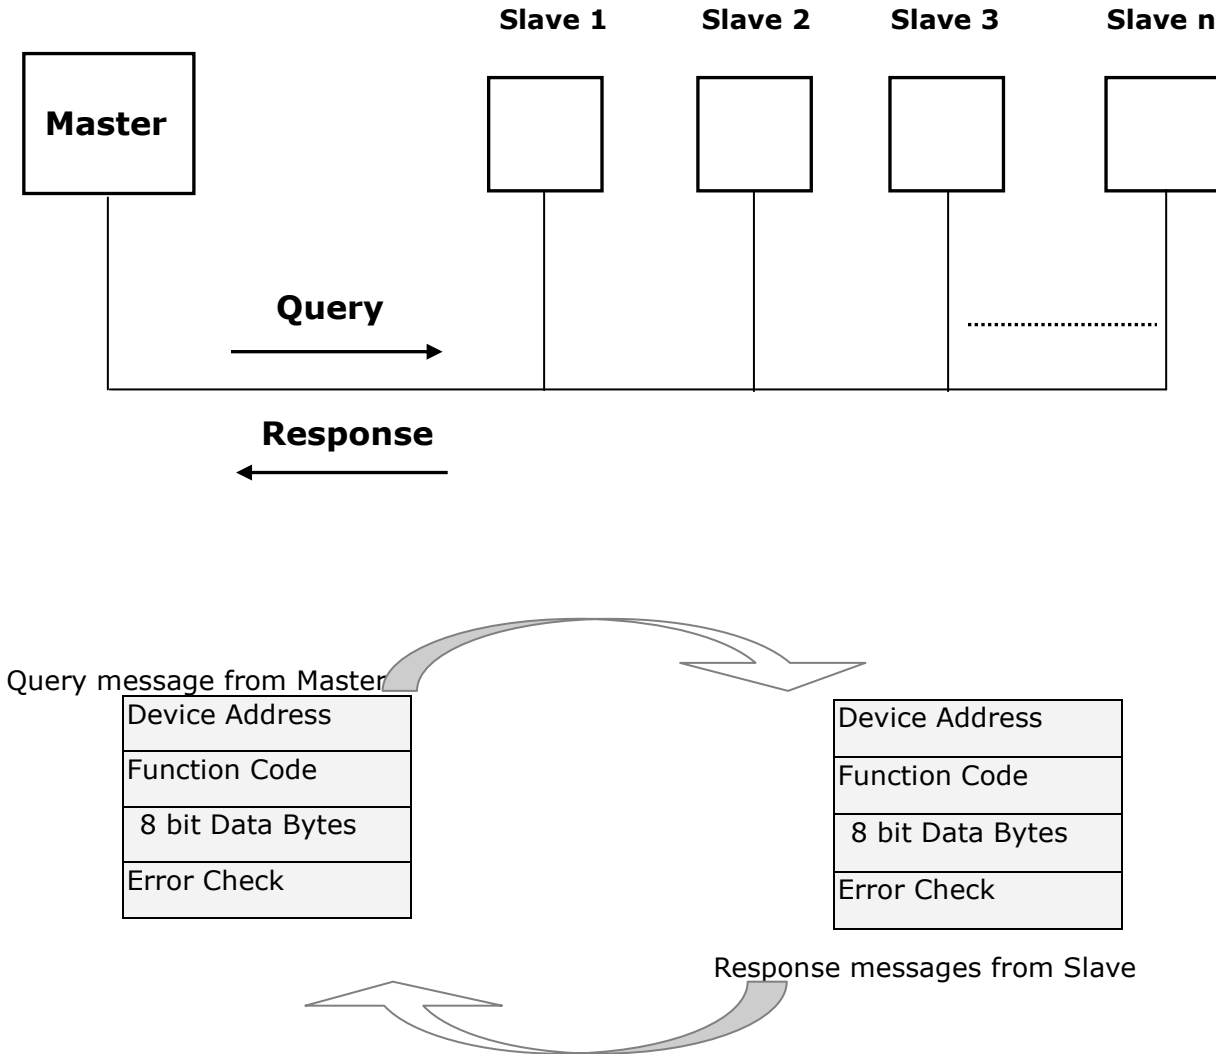 Slave 1 Slave 2 Slave 3 Slave n
Master
Query
Response
Query message from Master
Device Address
Function Code
8 bit Data Bytes
Error Check
Device Address
Function Code
8 bit Data Bytes
Error Check
Response messages from Slave